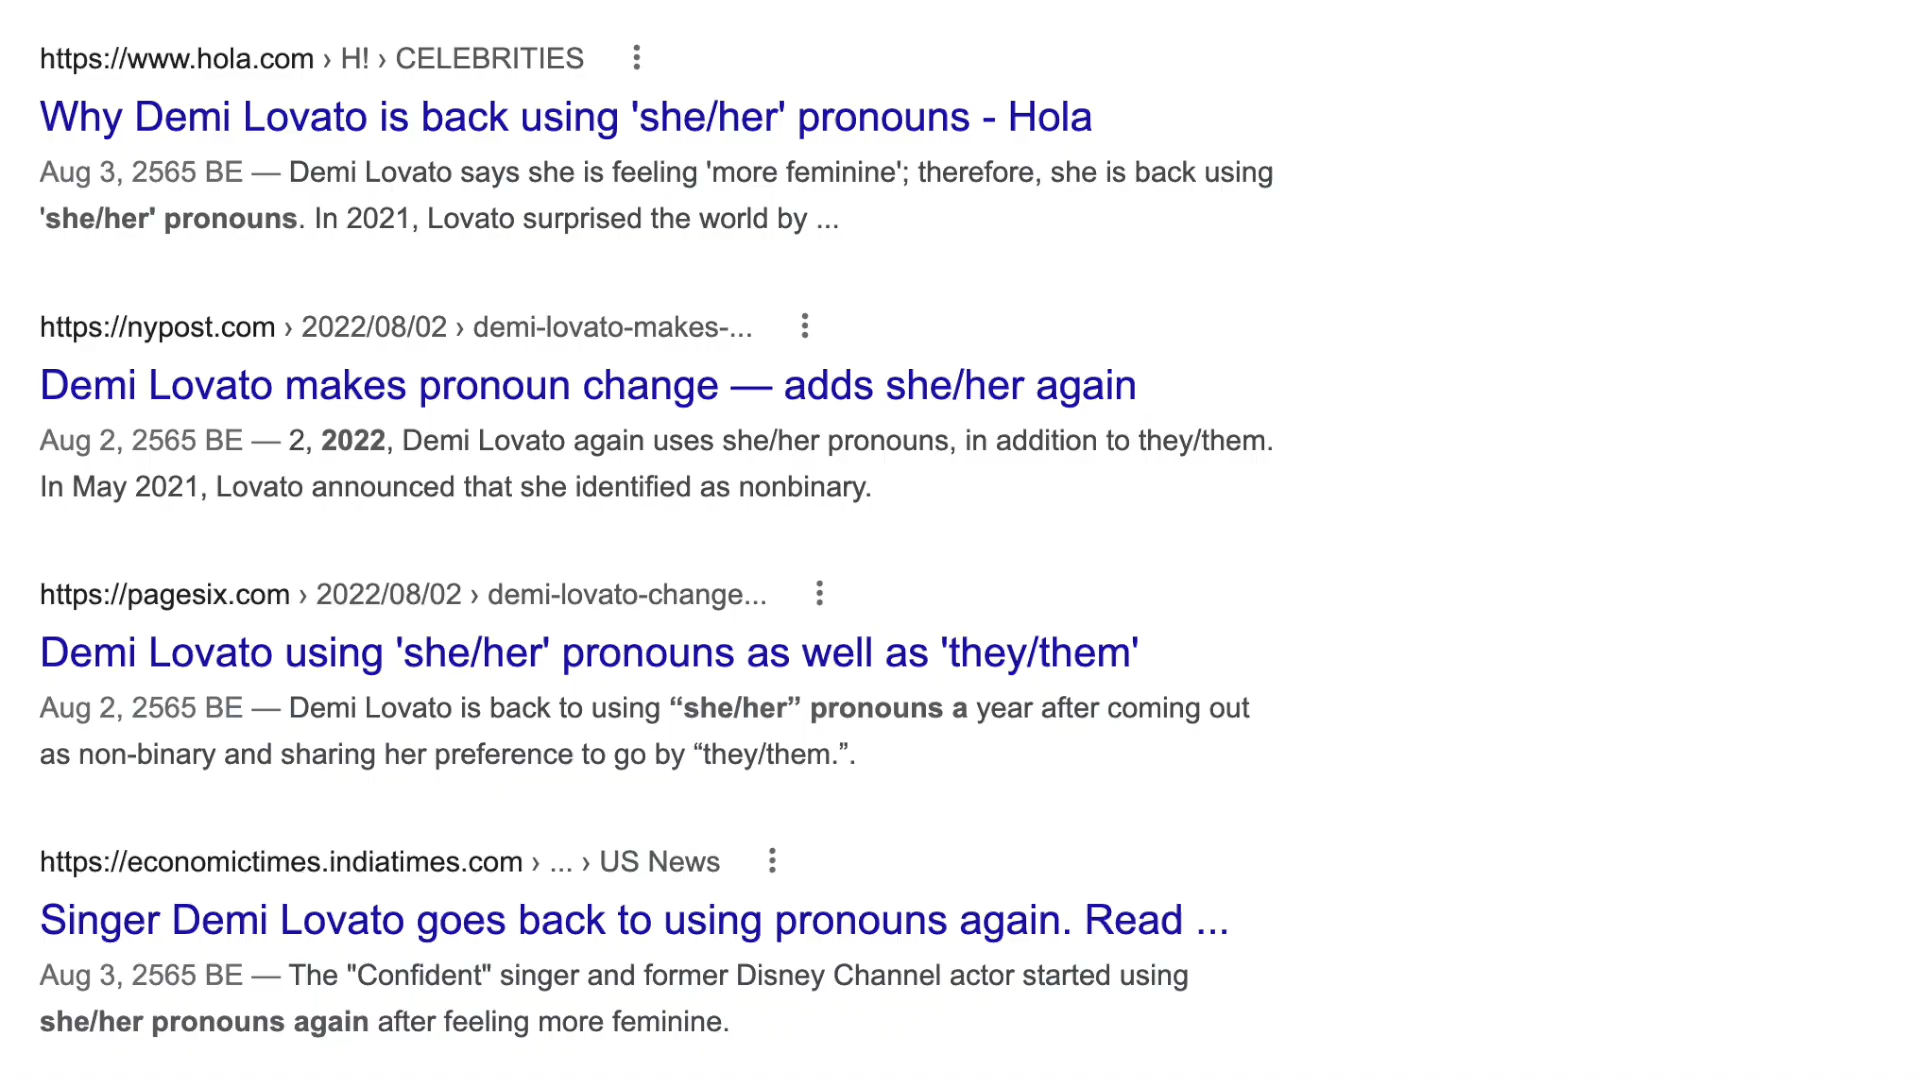 https://www.hola.com › H! › CELEBRITIES
Why Demi Lovato is back using 'she/her' pronouns - Hola
Aug 3, 2565 BE — Demi Lovato says she is feeling 'more feminine'; therefore, she is back using
'she/her' pronouns. In 2021, Lovato surprised the world by ...
https://nypost.com › 2022/08/02 › demi-lovato-makes-...
Demi Lovato makes pronoun change — adds she/her again
Aug 2, 2565 BE — 2, 2022, Demi Lovato again uses she/her pronouns, in addition to they/them.
In May 2021, Lovato announced that she identified as nonbinary.
https://pagesix.com › 2022/08/02 › demi-lovato-change...
Demi Lovato using 'she/her' pronouns as well as 'they/them'
Aug 2, 2565 BE — Demi Lovato is back to using “she/her” pronouns a year after coming out
as non-binary and sharing her preference to go by “they/them.”.
https://economictimes.indiatimes.com › ... › US News
Singer Demi Lovato goes back to using pronouns again. Read ...
Aug 3, 2565 BE — The "Confident" singer and former Disney Channel actor started using
she/her pronouns again after feeling more feminine.